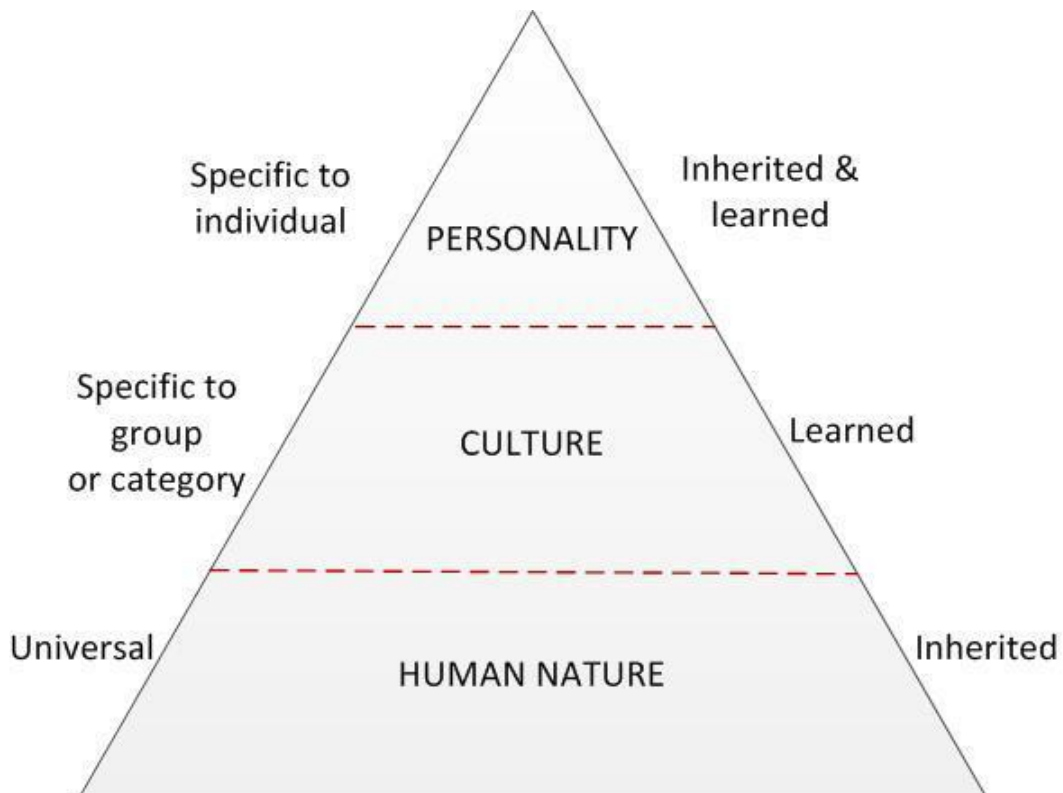 Specific to
individual
PERSONALITY
Inherited &
learned
Specific to
group
or category
CULTURE
Learned
Universal
HUMAN NATURE
Inherited